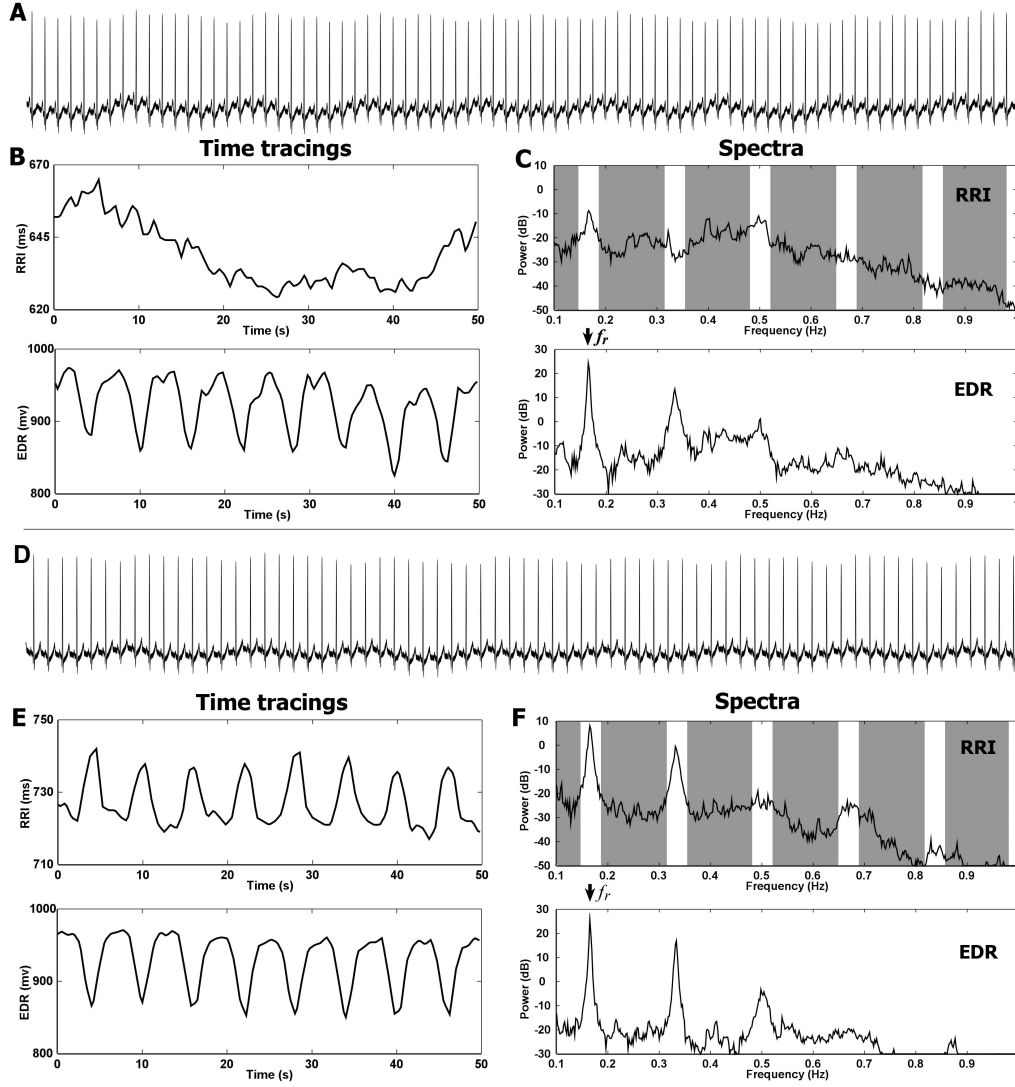 A
B
Time tracings
670
645
620
RRI (ms)
0 10 20 30 40 50
Time (s)
1000
900
800
EDR (mv)
0 10 20 30 40 50
Time (s)
C
Spectra
10
0
-10
-20
-30
-40
-50
Power (dB)
RRI
0.1 0.2 0.3 0.4 0.5 0.6 0.7 0.8 0.9 1
Frequency (Hz)
fr
30
20
10
0
-10
-20
-30
Power (dB)
EDR
0.1 0.2 0.3 0.4 0.5 0.6 0.7 0.8 0.9 1
Frequency (Hz)
D
E
Time tracings
750
730
710
RRI (ms)
0 10 20 30 40 50
Time (s)
1000
900
800
EDR (mv)
0 10 20 30 40 50
Time (s)
F
Spectra
10
0
-10
-20
-30
-40
-50
Power (dB)
RRI
0.1 0.2 0.3 0.4 0.5 0.6 0.7 0.8 0.9 1
Frequency (Hz)
fr
30
20
10
0
-10
-20
-30
Power (dB)
EDR
0.1 0.2 0.3 0.4 0.5 0.6 0.7 0.8 0.9 1
Frequency (Hz)